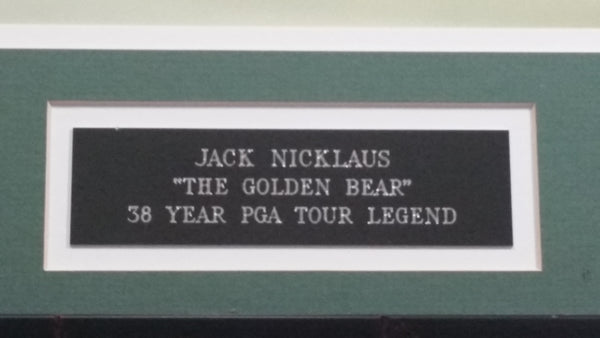 JACK NICKLAUS
"THE GOLDEN BEAR"
38 YEAR PGA TOUR LEGEND